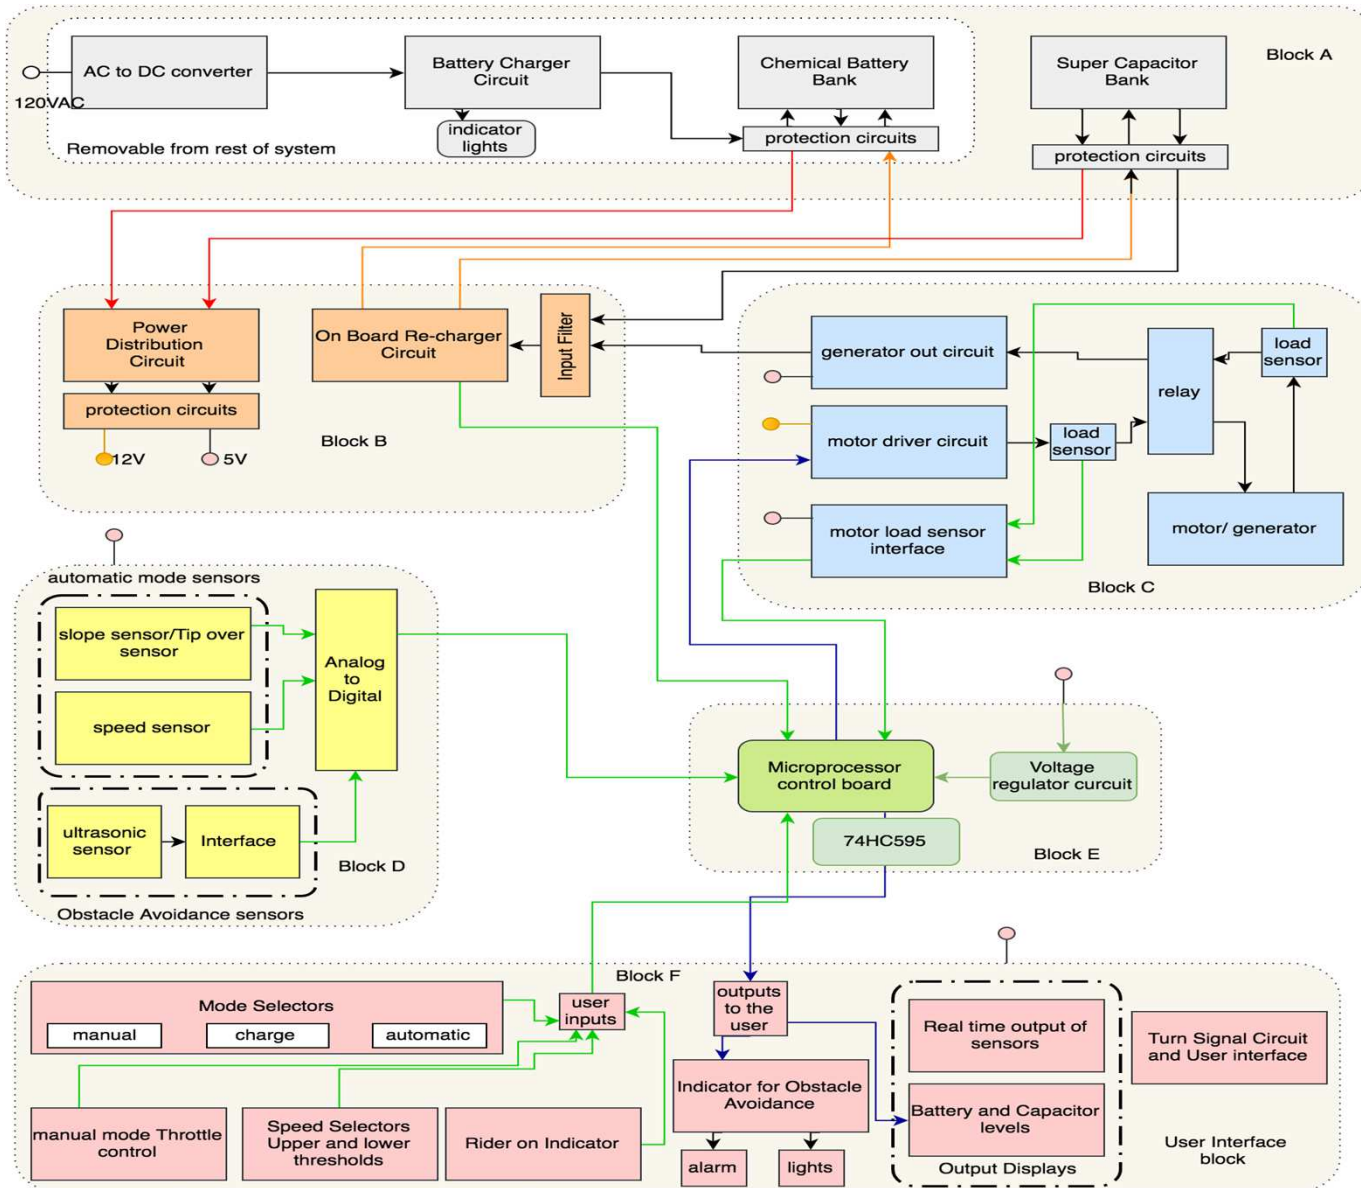 AC to DC converter
Battery Charger
Circuit
Chemical Battery
Bank
Super Capacitor
Bank
Block A
120VAC
indicator
lights
protection circuits
Removable from rest of system
protection circuits
Power
Distribution
Circuit
On Board Re-charger
Circuit
Input Filter
protection circuits
Block B
12V
5V
generator out circuit
load
sensor
relay
motor driver circuit
load
sensor
motor load sensor
interface
motor/ generator
Block C
automatic mode sensors
slope sensor/Tip over
sensor
Analog
to
Digital
speed sensor
ultrasonic
sensor
Interface
Block D
Obstacle Avoidance sensors
Microprocessor
control board
Voltage
regulator curcuit
74HC595
Block E
Block F
Mode Selectors
manual
charge
automatic
user
inputs
outputs
to the
user
Real time output of
sensors
Turn Signal Circuit
and User interface
manual mode Throttle
control
Speed Selectors
Upper and lower
thresholds
Rider on Indicator
Indicator for Obstacle
Avoidance
Battery and Capacitor
levels
alarm
lights
Output Displays
User Interface
block